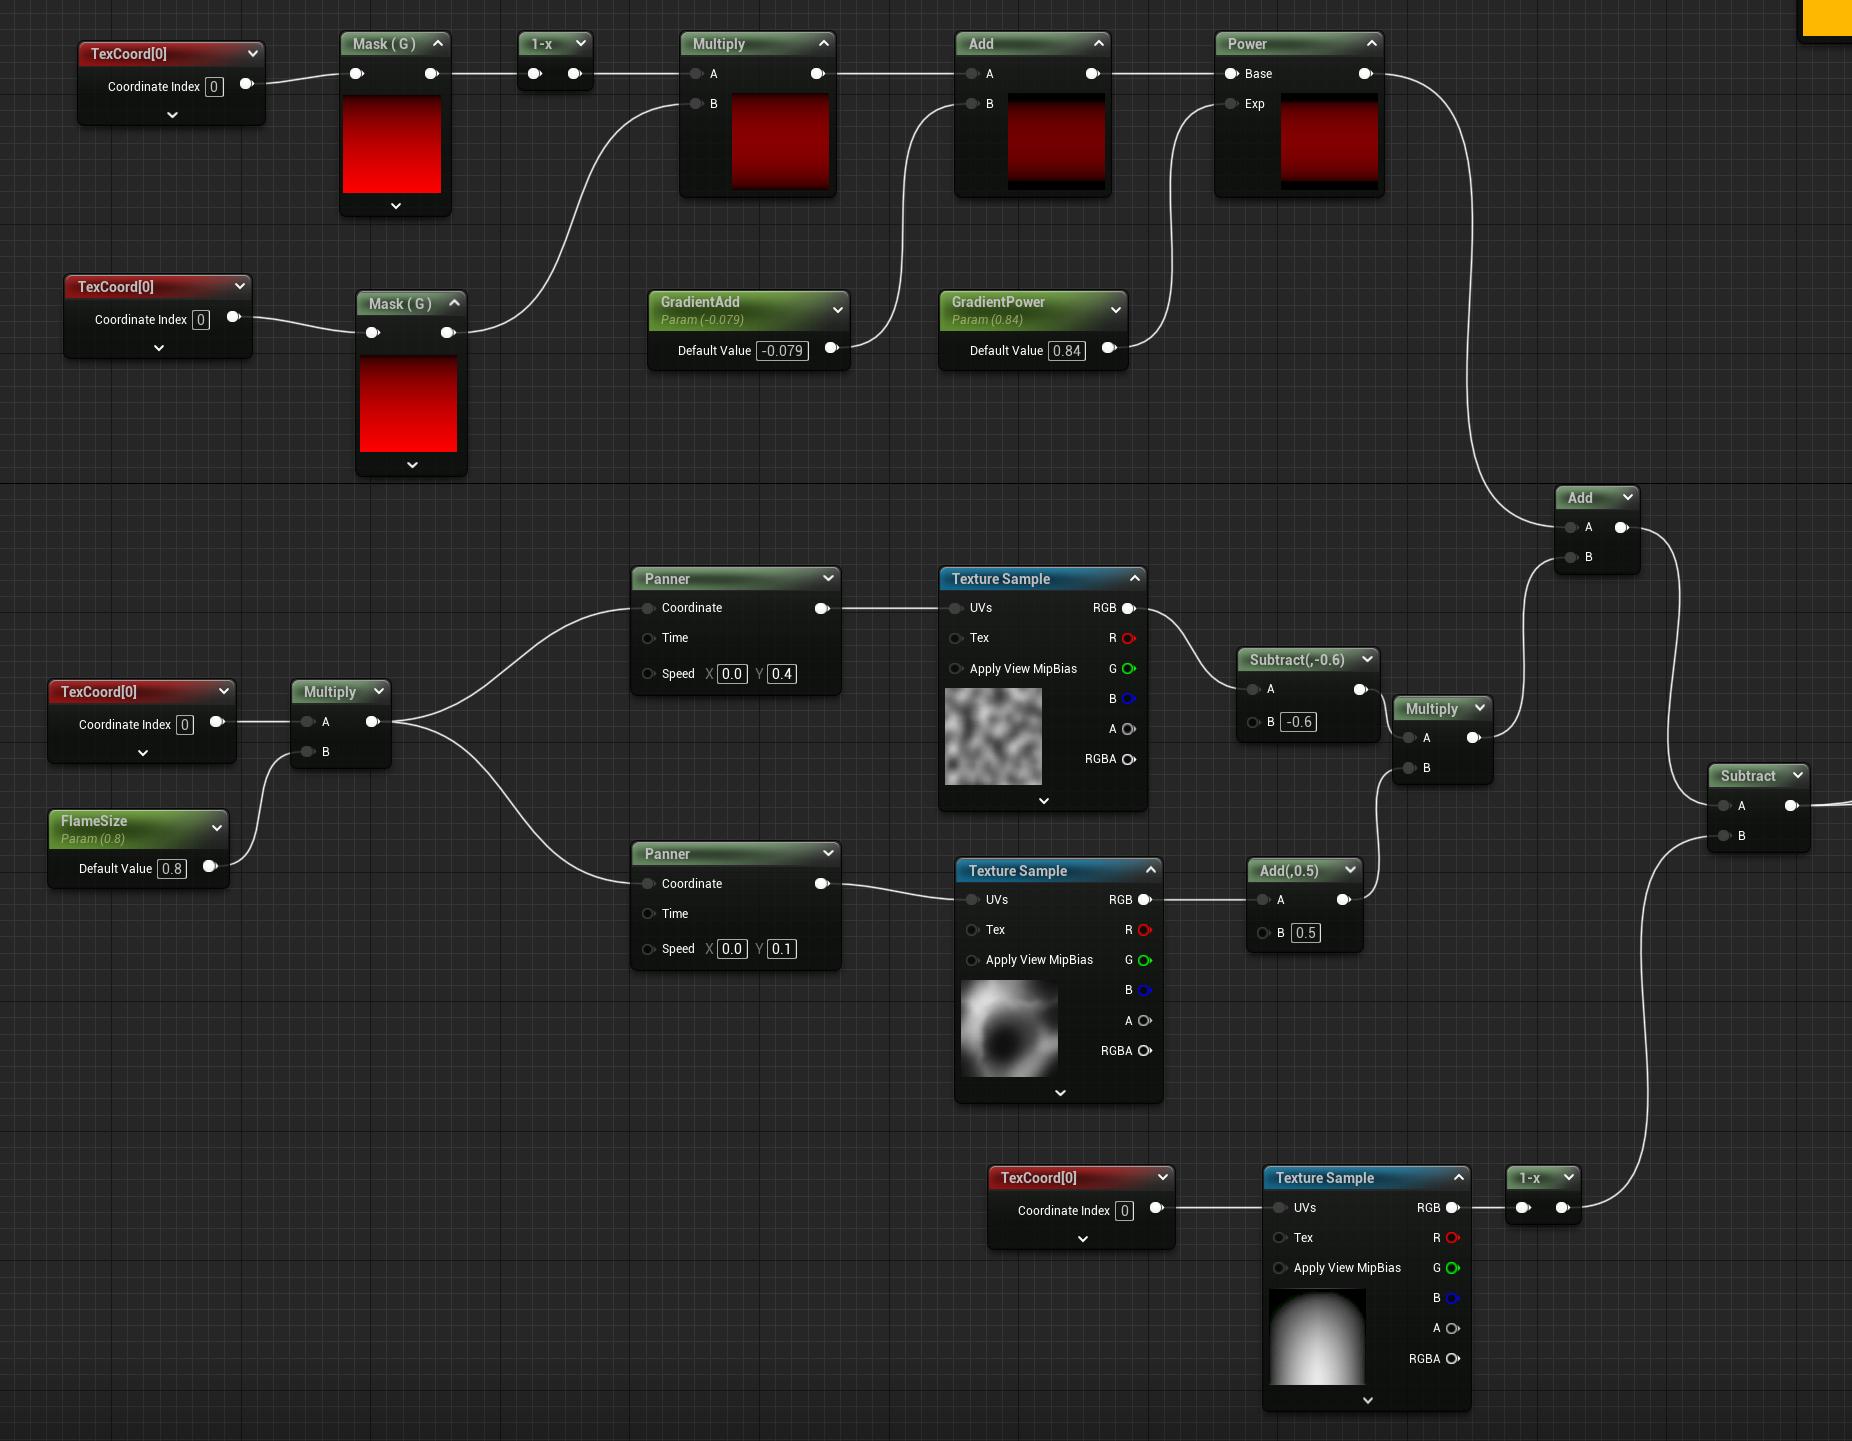 TexCoord[0]
Coordinate Index 0
Mask ( G )
1-x
Multiply
A
B
Add
A
B
Power
Base
Exp
TexCoord[0]
Coordinate Index 0
Mask ( G )
GradientAdd
Param (-0.079)
Default Value -0.079
GradientPower
Param (0.84)
Default Value 0.84
Add
A
B
Panner
Coordinate
Time
Speed X 0.0 Y 0.4
Texture Sample
UVs RGB
Tex R
Apply View MipBias G
B
A
RGBA
Subtract(,-0.6)
A
B -0.6
Multiply
A
B
TexCoord[0]
Coordinate Index 0
Multiply
A
B
FlameSize
Param (0.8)
Default Value 0.8
Subtract
A
B
Panner
Coordinate
Time
Speed X 0.0 Y 0.1
Texture Sample
UVs RGB
Tex R
Apply View MipBias G
B
A
RGBA
Add(,0.5)
A
B 0.5
TexCoord[0]
Coordinate Index 0
Texture Sample
UVs RGB
Tex R
Apply View MipBias G
B
A
RGBA
1-x